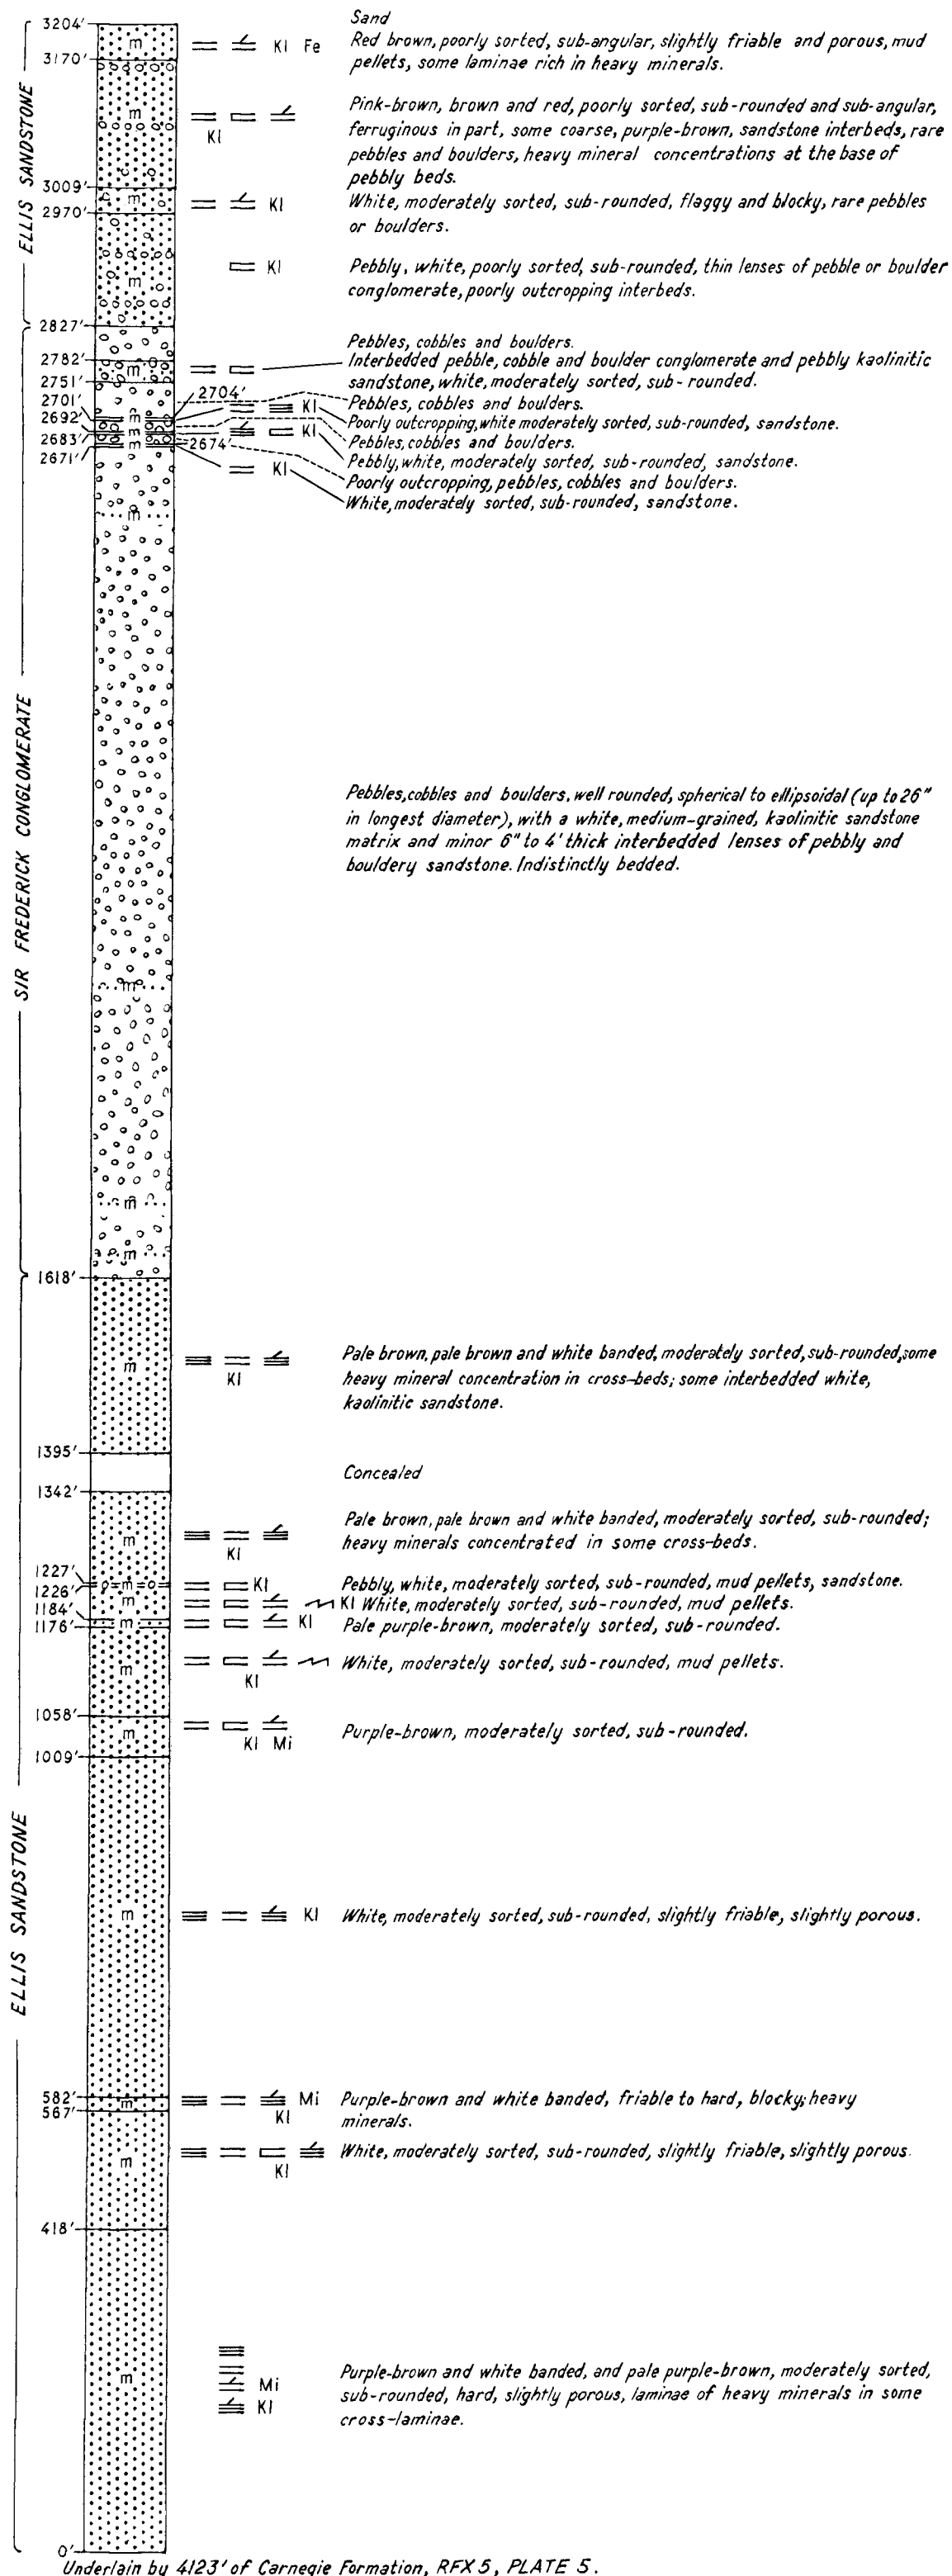 Sand
3204'
KI Fe
Red brown, poorly sorted, sub-angular, slightly friable and porous, mud
pellets, some laminae rich in heavy minerals.
m
3170'
ELLIS SANDSTONE
Pink-brown, brown and red, poorly sorted, sub-rounded and sub-angular,
ferruginous in part, some coarse, purple-brown, sandstone interbeds, rare
pebbles and boulders, heavy mineral concentrations at the base of
pebbly beds.
m
KI
3009'
White, moderately sorted, sub-rounded, flaggy and blocky, rare pebbles
or boulders.
m
KI
2970'
Pebbly, white, poorly sorted, sub-rounded, thin lenses of pebble or boulder
conglomerate, poorly outcropping interbeds.
m
KI
2827'
Pebbles, cobbles and boulders.
2782'
Interbedded pebble, cobble and boulder conglomerate and pebbly kaolinitic
sandstone, white, moderately sorted, sub-rounded.
m
2751'
2704'
Pebbles, cobbles and boulders.
2701'
KI
Poorly outcropping, white moderately sorted, sub-rounded, sandstone.
m
2692'
Pebbles, cobbles and boulders.
KI
Pebbly, white, moderately sorted, sub-rounded, sandstone.
m
2683'
2674'
Poorly outcropping, pebbles, cobbles and boulders.
m
2671'
KI
White, moderately sorted, sub-rounded, sandstone.
m
SIR FREDERICK CONGLOMERATE
Pebbles, cobbles and boulders, well rounded, spherical to ellipsoidal (up to 26"
in longest diameter), with a white, medium-grained, kaolinitic sandstone
matrix and minor 6" to 4' thick interbedded lenses of pebbly and
bouldery sandstone. Indistinctly bedded.
m
m
m
1618'
Pale brown, pale brown and white banded, moderately sorted, sub-rounded, some
heavy mineral concentration in cross-beds; some interbedded white,
kaolinitic sandstone.
m
KI
1395'
Concealed
1342'
Pale brown, pale brown and white banded, moderately sorted, sub-rounded;
heavy minerals concentrated in some cross-beds.
m
KI
1227'
m
KI
Pebbly, white, moderately sorted, sub-rounded, mud pellets, sandstone.
1226'
m
KI
White, moderately sorted, sub-rounded, mud pellets.
1184'
m
KI
Pale purple-brown, moderately sorted, sub-rounded.
1176'
m
White, moderately sorted, sub-rounded, mud pellets.
KI
1058'
m
Purple-brown, moderately sorted, sub-rounded.
KI Mi
1009'
ELLIS SANDSTONE
m
KI
White, moderately sorted, sub-rounded, slightly friable, slightly porous.
582'
m
Mi
KI
Purple-brown and white banded, friable to hard, blocky; heavy
minerals.
567'
m
White, moderately sorted, sub-rounded, slightly friable, slightly porous.
KI
418'
m
Mi
KI
Purple-brown and white banded, and pale purple-brown, moderately sorted,
sub-rounded, hard, slightly porous, laminae of heavy minerals in some
cross-laminae.
0'
Underlain by 4123' of Carnegie Formation, RFX 5, PLATE 5.